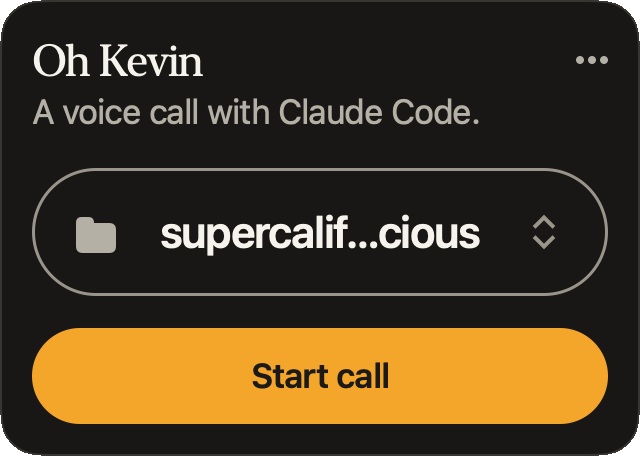 Oh Kevin
A voice call with Claude Code.
supercalif...cious
Start call